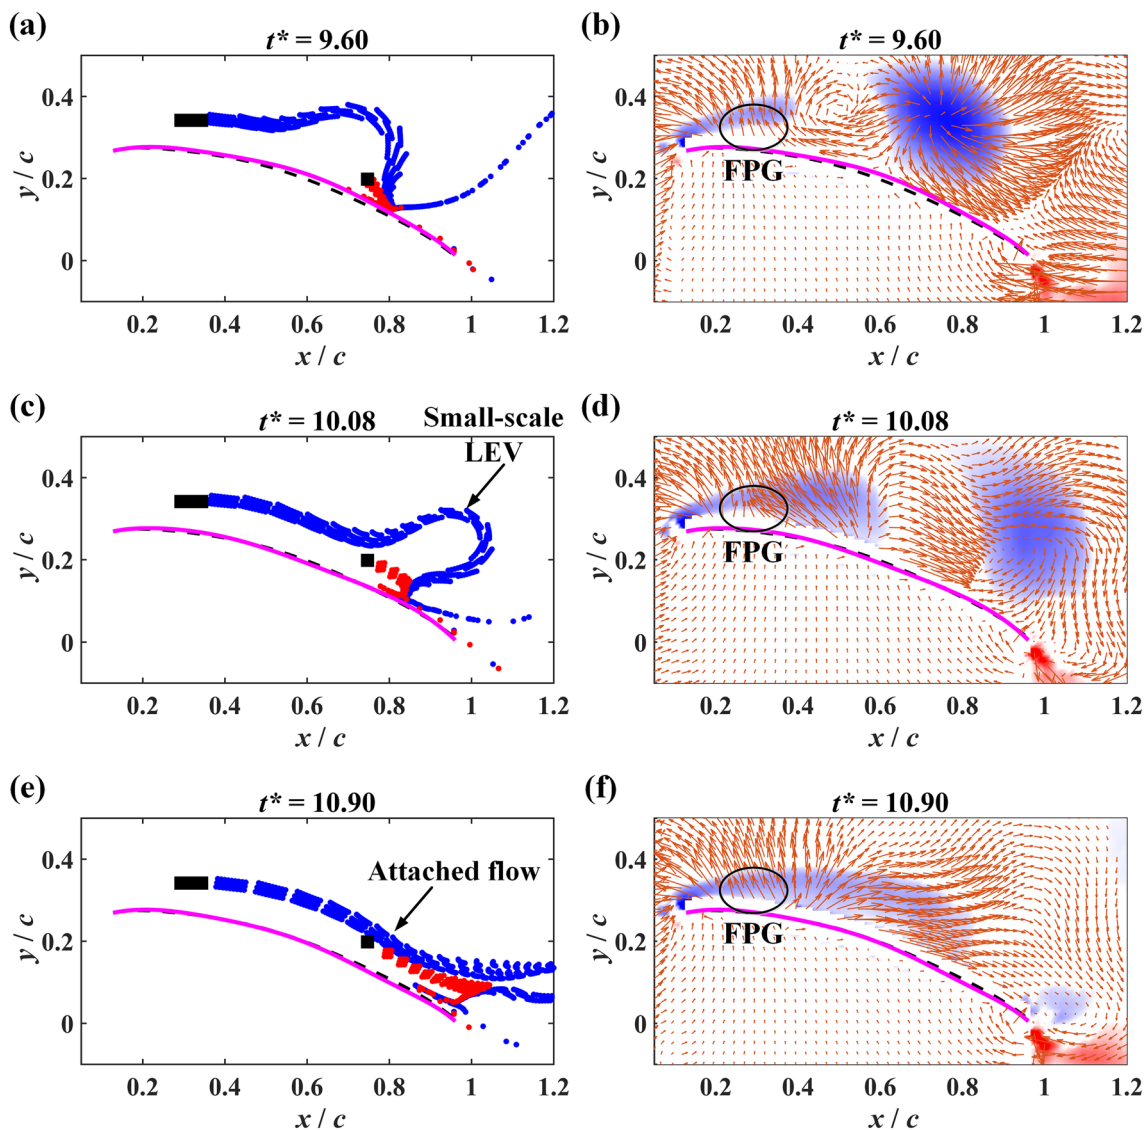 (a)
t* = 9.60
y / c
0.4
0.2
0
0.2 0.4 0.6 0.8 1 1.2
x / c
(b)
t* = 9.60
FPG
y / c
0.4
0.2
0
0.2 0.4 0.6 0.8 1 1.2
x / c
(c)
t* = 10.08
Small-scale
LEV
y / c
0.4
0.2
0
0.2 0.4 0.6 0.8 1 1.2
x / c
(d)
t* = 10.08
FPG
y / c
0.4
0.2
0
0.2 0.4 0.6 0.8 1 1.2
x / c
(e)
t* = 10.90
Attached flow
y / c
0.4
0.2
0
0.2 0.4 0.6 0.8 1 1.2
x / c
(f)
t* = 10.90
FPG
y / c
0.4
0.2
0
0.2 0.4 0.6 0.8 1 1.2
x / c